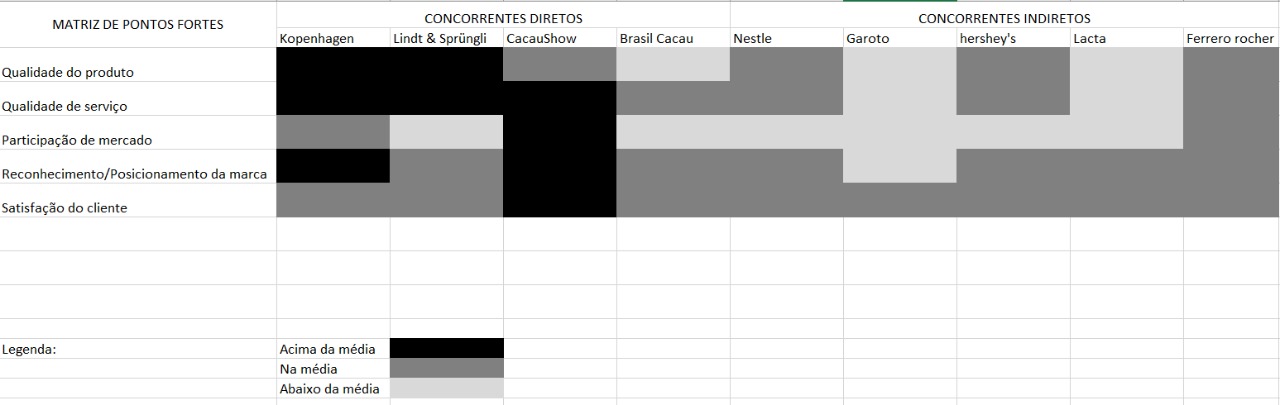 MATRIZ DE PONTOS FORTES
CONCORRENTES DIRETOS CONCORRENTES INDIRETOS
Kopenhagen Lindt & Sprüngli CacauShow Brasil Cacau Nestle Garoto hershey's Lacta Ferrero rocher
Qualidade do produto
Qualidade de serviço
Participação de mercado
Reconhecimento/Posicionamento da marca
Satisfação do cliente
Legenda: Acima da média
Na média
Abaixo da média